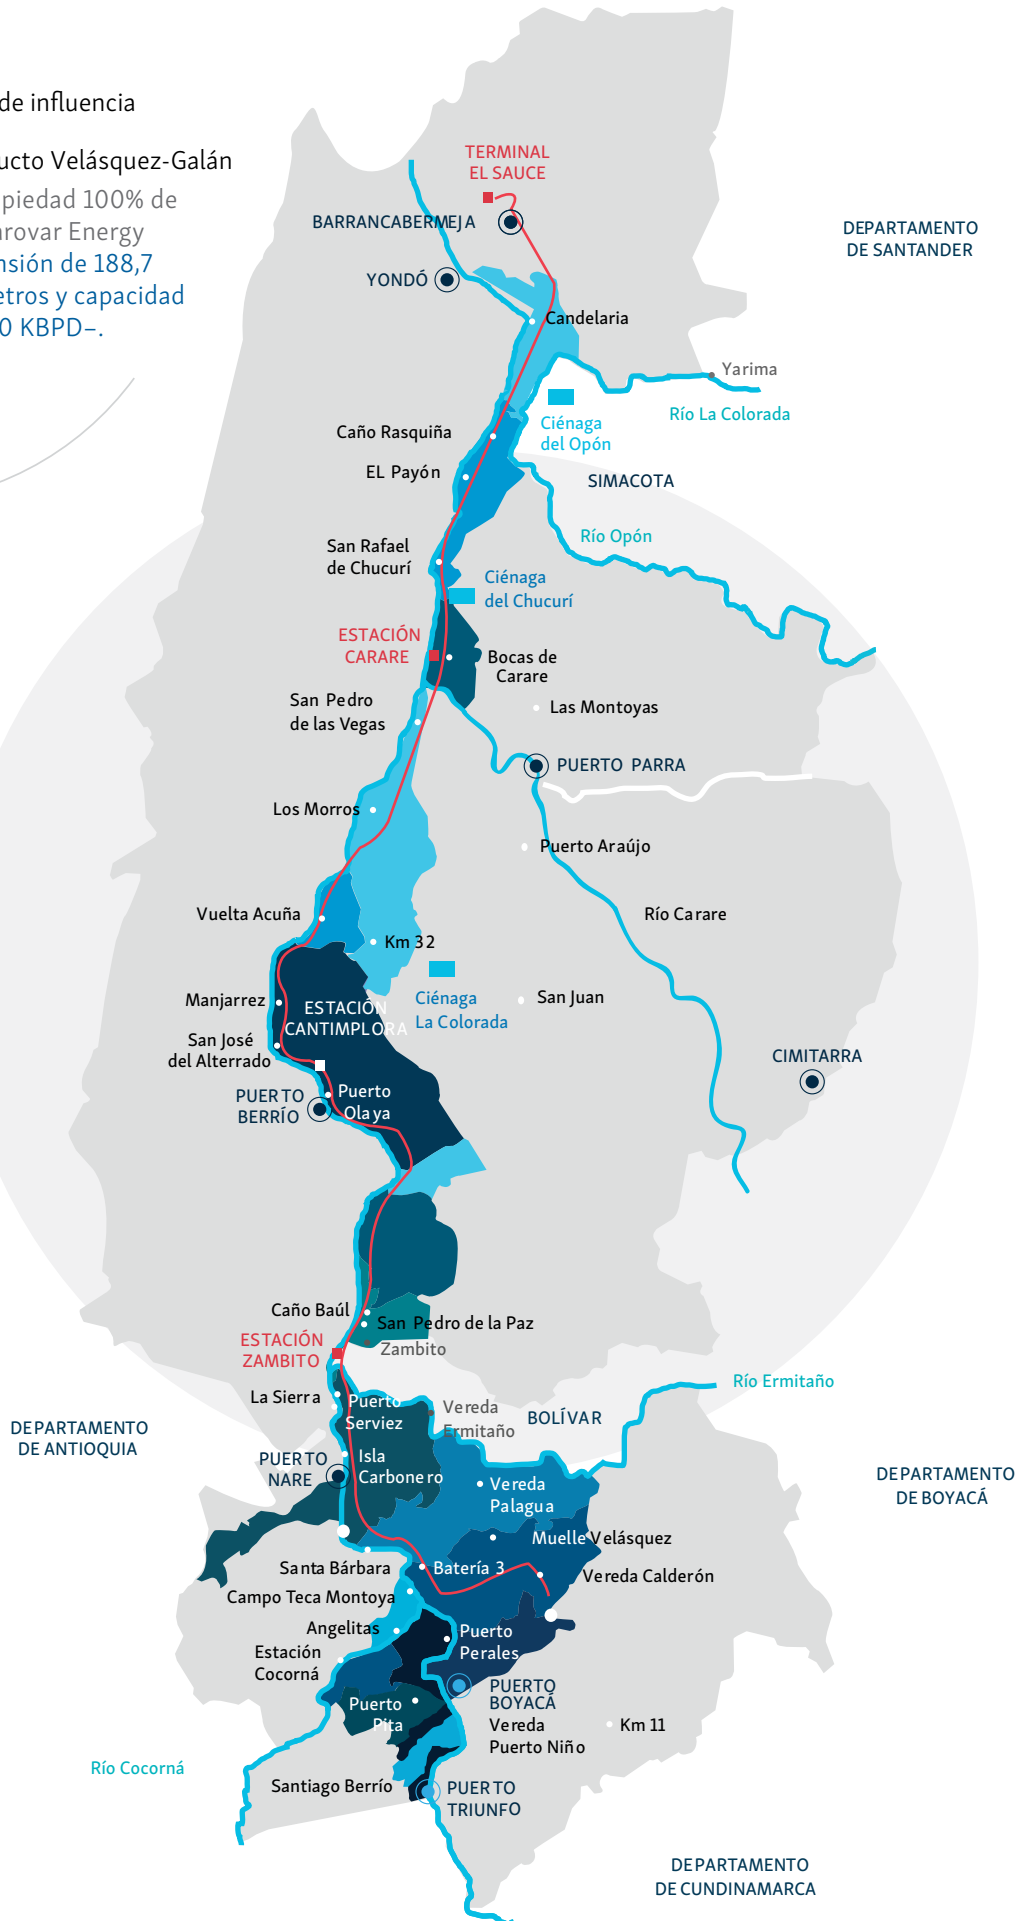 de influencia
ucto Velásquez-Galán
piedad 100% de
arovar Energy
nsión de 188,7
etros y capacidad
0 KBPD–.
TERMINAL
EL SAUCE
BARRANCABERMEJA
DEPARTAMENTO
DE SANTANDER
YONDÓ
Candelaria
Yarima
Río La Colorada
Ciénaga
del Opón
Caño Rasquiña
EL Payón
SIMACOTA
Río Opón
San Rafael
de Chucurí
Ciénaga
del Chucurí
ESTACIÓN
CARARE
Bocas de
Carare
San Pedro
de las Vegas
Las Montoyas
PUERTO PARRA
Los Morros
Puerto Araújo
Vuelta Acuña
Río Carare
Km 32
Manjarrez
ESTACIÓN
CANTIMPLORA
Ciénaga
La Colorada
San Juan
San José
del Alterrado
CIMITARRA
PUERTO
BERRÍO
Puerto
Olaya
Caño Baúl
San Pedro de la Paz
ESTACIÓN
ZAMBITO
Zambito
La Sierra
Puerto
Serviez
Vereda
Ermitaño
BOLÍVAR
Río Ermitaño
DEPARTAMENTO
DE ANTIOQUIA
PUERTO
NARE
Isla
Carbonero
Vereda
Palagua
DEPARTAMENTO
DE BOYACÁ
Muelle Velásquez
Santa Bárbara
Batería 3
Vereda Calderón
Campo Teca Montoya
Angelitas
Puerto
Perales
Estación
Cocorná
PUERTO
BOYACÁ
Puerto
Pita
Vereda
Puerto Niño
Km 11
Río Cocorná
Santiago Berrío
PUERTO
TRIUNFO
DEPARTAMENTO
DE CUNDINAMARCA